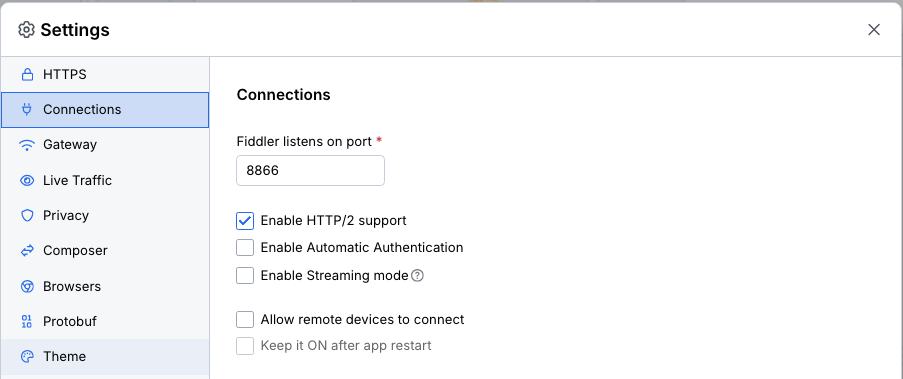 Settings
HTTPS
Connections
Gateway
Live Traffic
Privacy
Composer
Browsers
Protobuf
Theme
Connections
Fiddler listens on port *
8866
Enable HTTP/2 support
Enable Automatic Authentication
Enable Streaming mode ?
Allow remote devices to connect
Keep it ON after app restart